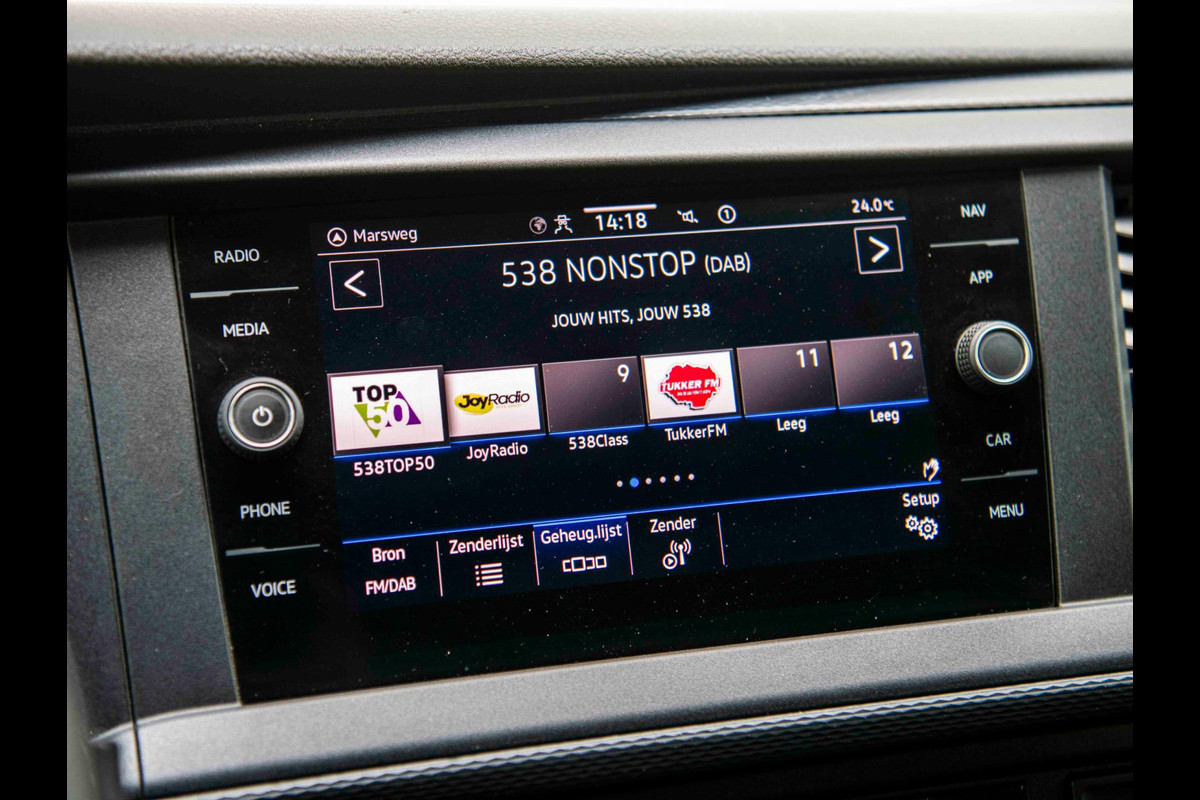 Marsweg
14:18
1
24.0°C
NAV
RADIO
<
538 NONSTOP (DAB)
>
APP
MEDIA
JOUW HITS, JOUW 538
TOP
50
JoyRadio
9
TUKKER FM
11
12
538TOP50
JoyRadio
538Class
TukkerFM
Leeg
Leeg
CAR
PHONE
Setup
MENU
Bron
Zenderlijst
Geheug.lijst
Zender
FM/DAB
VOICE